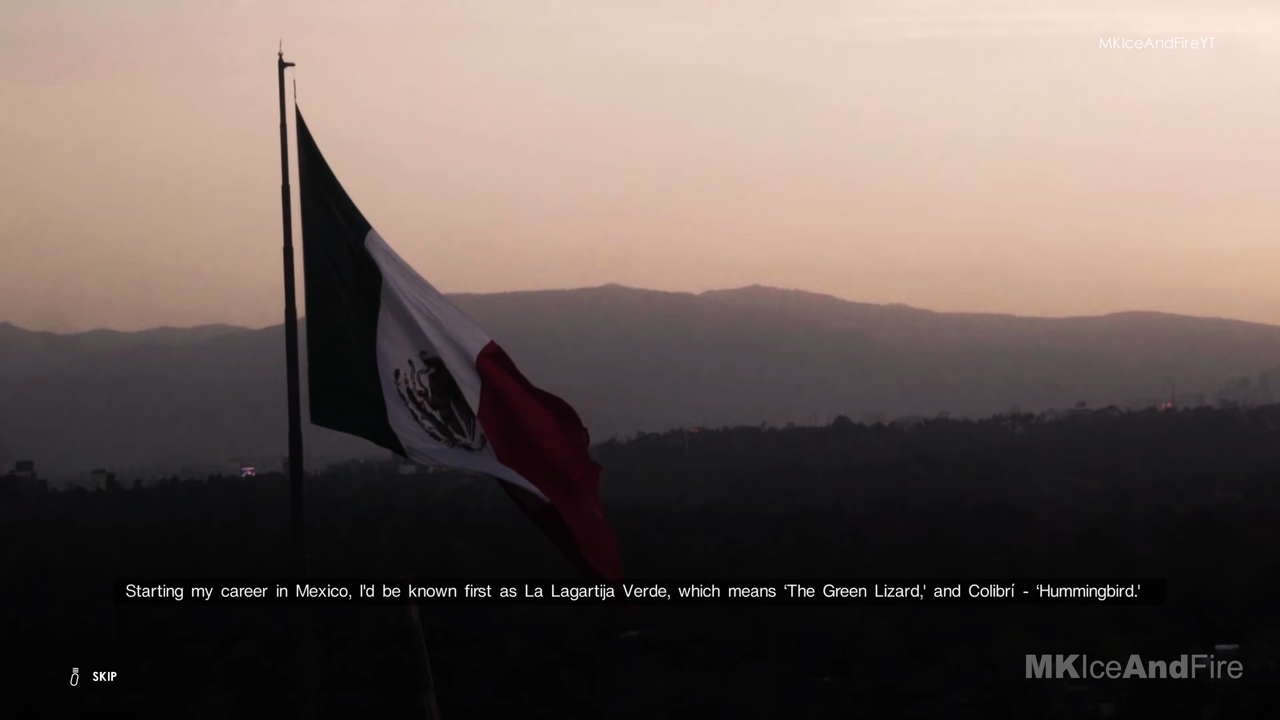 MKIceAndFireYT
Starting my career in Mexico, I'd be known first as La Lagartija Verde, which means ‘The Green Lizard,’ and Colibrí - ‘Hummingbird.’
SKIP
MKIceAndFire